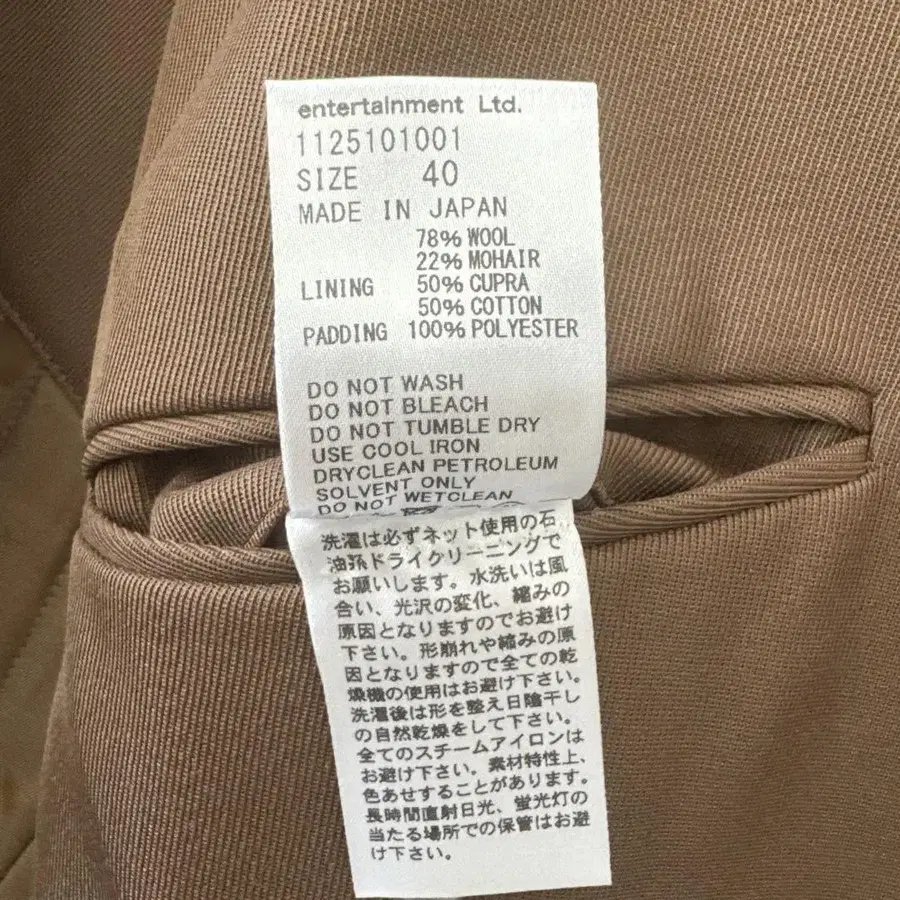 entertainment Ltd.
1125101001
SIZE 40
MADE IN JAPAN
78% WOOL
22% MOHAIR
LINING 50% CUPRA
50% COTTON
PADDING 100% POLYESTER
DO NOT WASH
DO NOT BLEACH
DO NOT TUMBLE DRY
USE COOL IRON
DRYCLEAN PETROLEUM
SOLVENT ONLY
DO NOT WETCLEAN
洗濯は必ずネット使用の石
油系ドライクリーニングで
お願いします。水洗いは風
合い、光沢の変化、縮みの
原因となりますのでお避け
下さい。形崩れや縮みの原
因となりますので全ての乾
燥機の使用はお避け下さい。
洗濯後は形を整え日陰干し
の自然乾燥をして下さい。
全てのスチームアイロンは
お避け下さい。素材特性上、
色あせすることがあります。
長時間直射日光、蛍光灯の
当たる場所での保管はお避
け下さい。